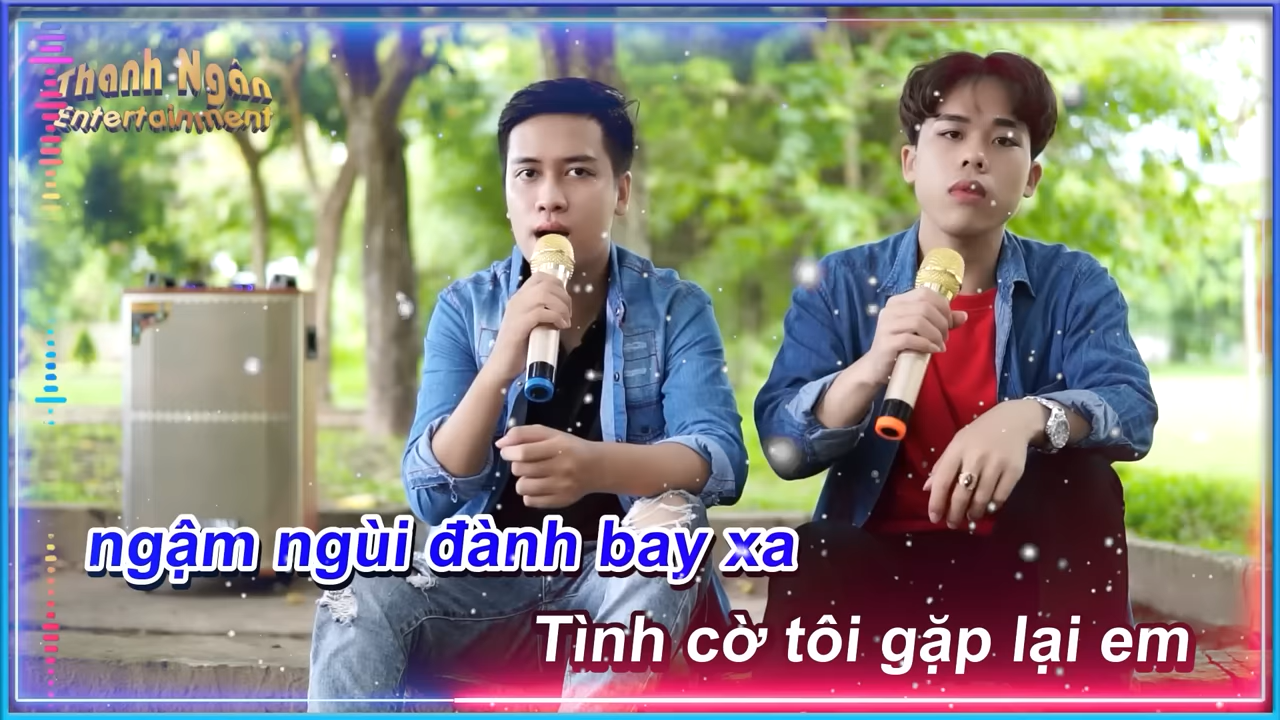 Thanh Ngân
Entertainment
ngậm ngùi đành bay xa
Tình cờ tôi gặp lại em